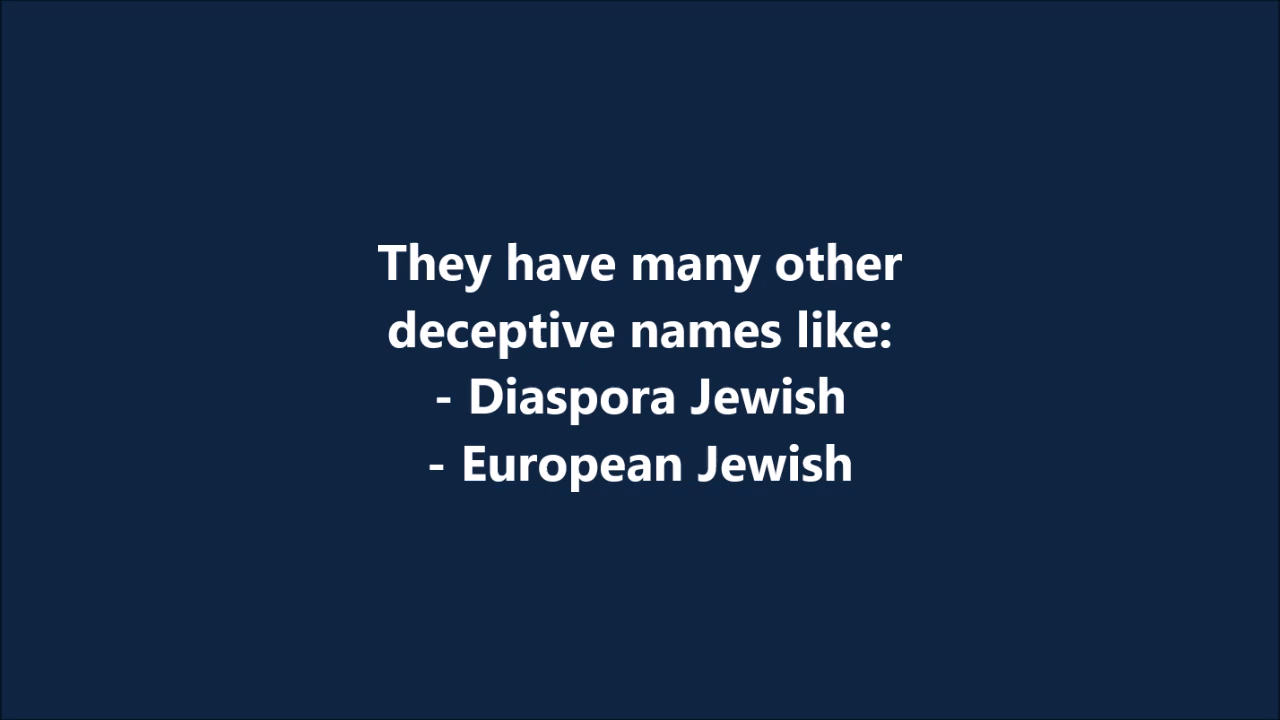 They have many other
deceptive names like:
- Diaspora Jewish
- European Jewish